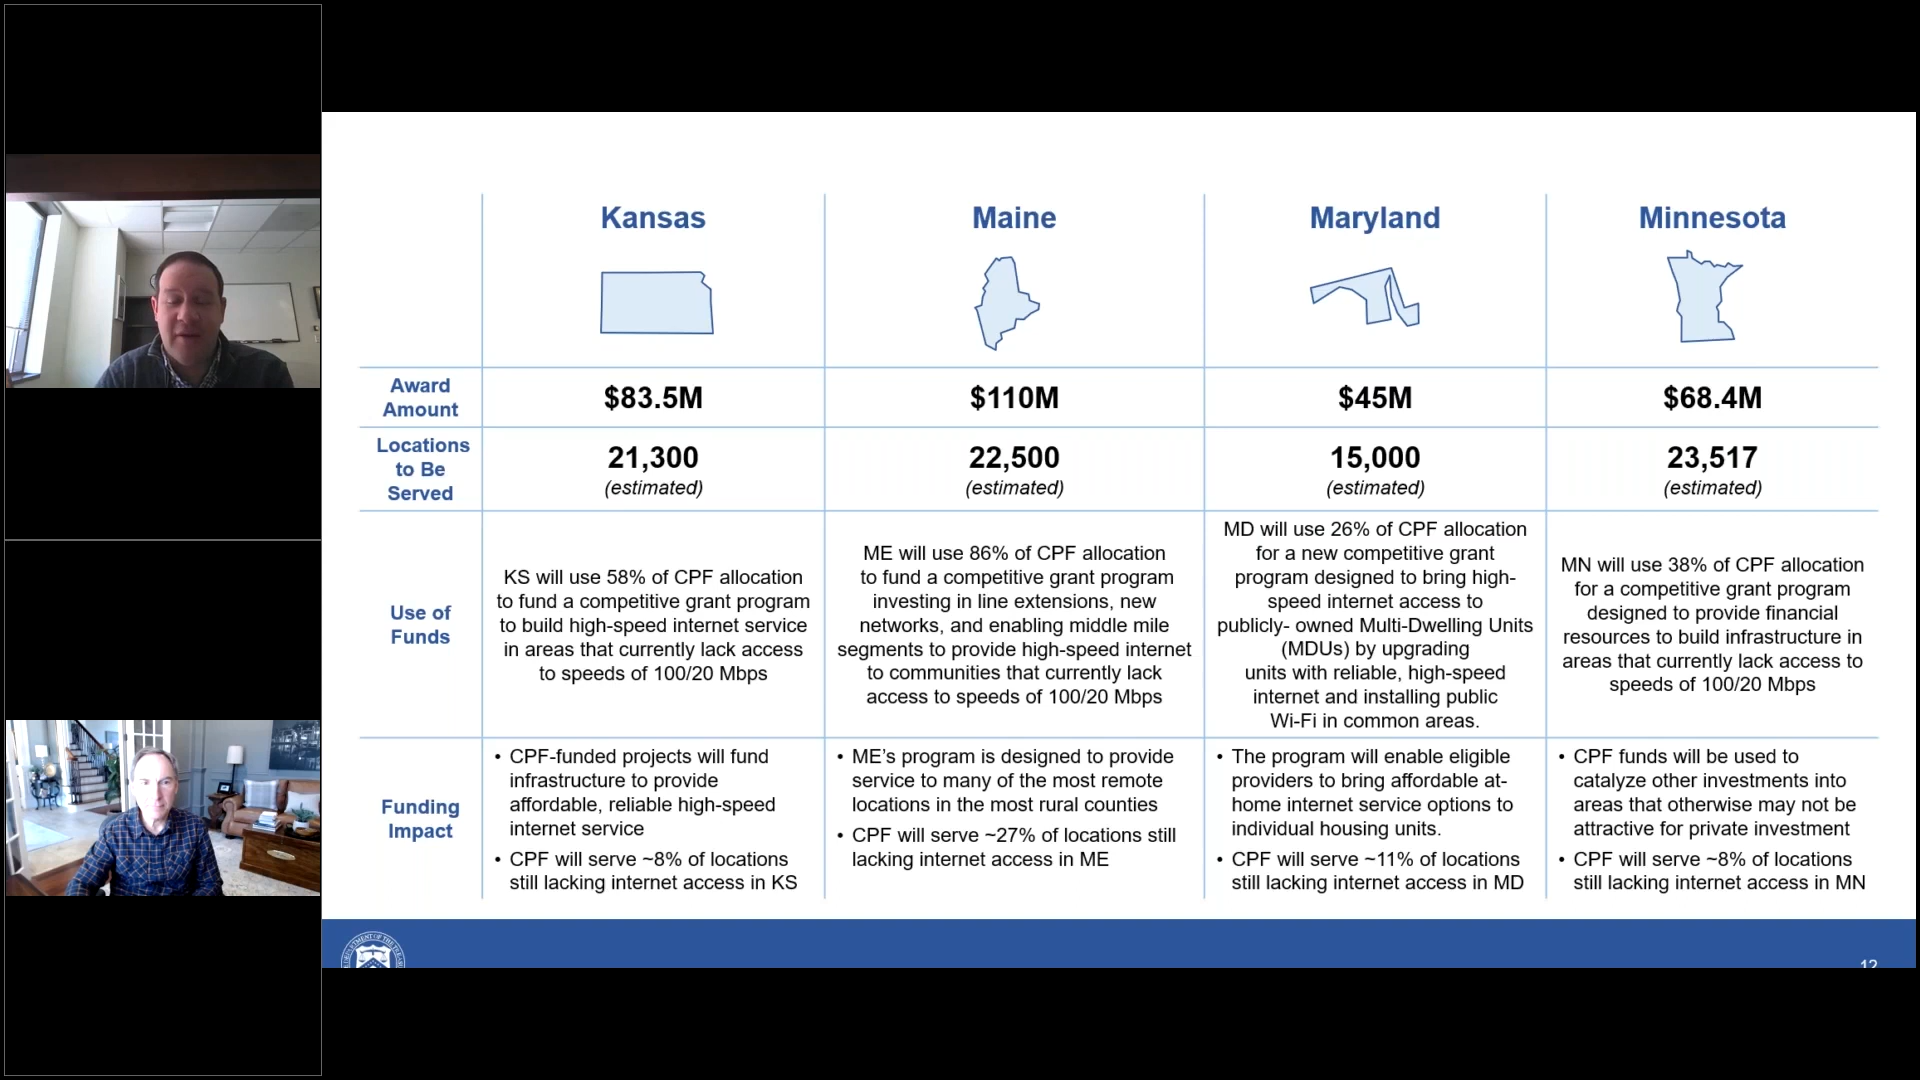 Kansas
Maine
Maryland
Minnesota
Award
Amount
$83.5M
$110M
$45M
$68.4M
Locations
to Be
Served
21,300
(estimated)
22,500
(estimated)
15,000
(estimated)
23,517
(estimated)
Use of
Funds
KS will use 58% of CPF allocation
to fund a competitive grant program
to build high-speed internet service
in areas that currently lack access
to speeds of 100/20 Mbps
ME will use 86% of CPF allocation
to fund a competitive grant program
investing in line extensions, new
networks, and enabling middle mile
segments to provide high-speed internet
to communities that currently lack
access to speeds of 100/20 Mbps
MD will use 26% of CPF allocation
for a new competitive grant
program designed to bring high-
speed internet access to
publicly- owned Multi-Dwelling Units
(MDUs) by upgrading
units with reliable, high-speed
internet and installing public
Wi-Fi in common areas.
MN will use 38% of CPF allocation
for a competitive grant program
designed to provide financial
resources to build infrastructure in
areas that currently lack access to
speeds of 100/20 Mbps
Funding
Impact
• CPF-funded projects will fund
infrastructure to provide
affordable, reliable high-speed
internet service
• CPF will serve ~8% of locations
still lacking internet access in KS
• ME’s program is designed to provide
service to many of the most remote
locations in the most rural counties
• CPF will serve ~27% of locations still
lacking internet access in ME
• The program will enable eligible
providers to bring affordable at-
home internet service options to
individual housing units.
• CPF will serve ~11% of locations
still lacking internet access in MD
• CPF funds will be used to
catalyze other investments into
areas that otherwise may not be
attractive for private investment
• CPF will serve ~8% of locations
still lacking internet access in MN
12